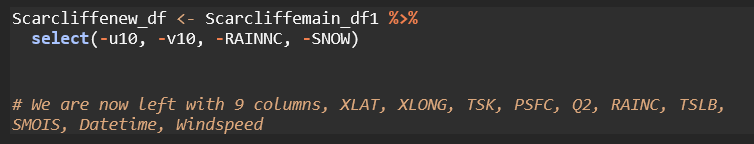 Scarcliffenew_df <- Scarcliffemain_df1 %>%
  select(-u10, -v10, -RAINNC, -SNOW)
# We are now left with 9 columns, XLAT, XLONG, TSK, PSFC, Q2, RAINC, TSLB,
SMOIS, Datetime, Windspeed